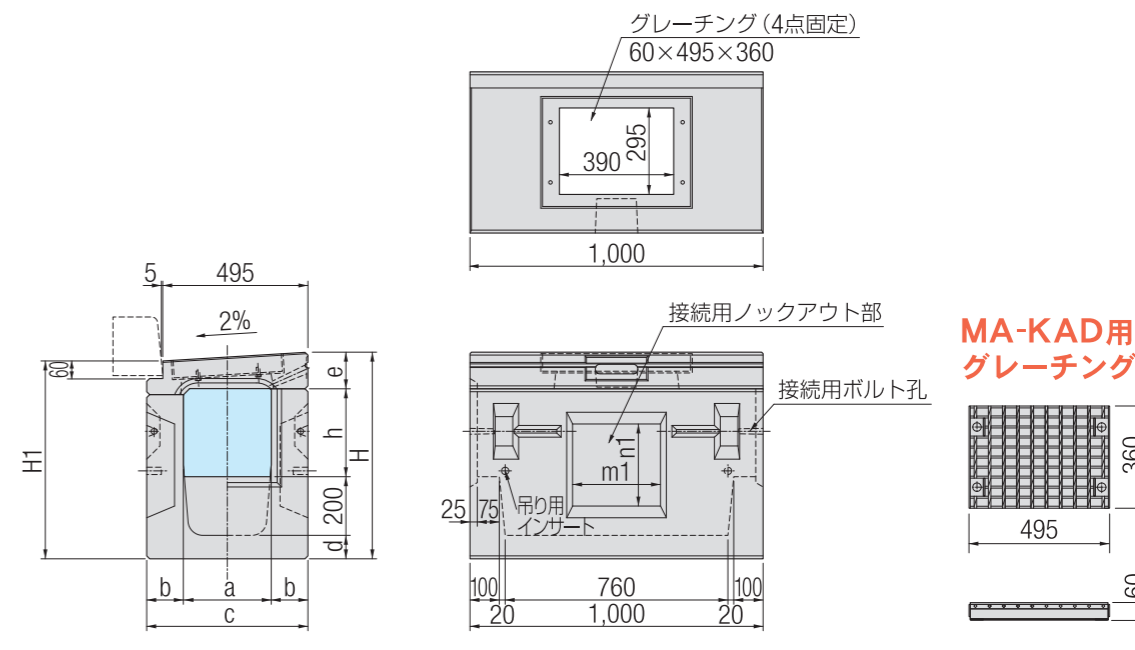 グレーチング(4点固定)
60×495×360
390
295
1,000
5
495
2%
60
H1
e
h
H
200
d
b
a
b
c
接続用ノックアウト部
接続用ボルト孔
n1
m1
25
75
吊り用
インサート
100
760
100
20
1,000
20
MA-KAD用
グレーチング
360
495
60